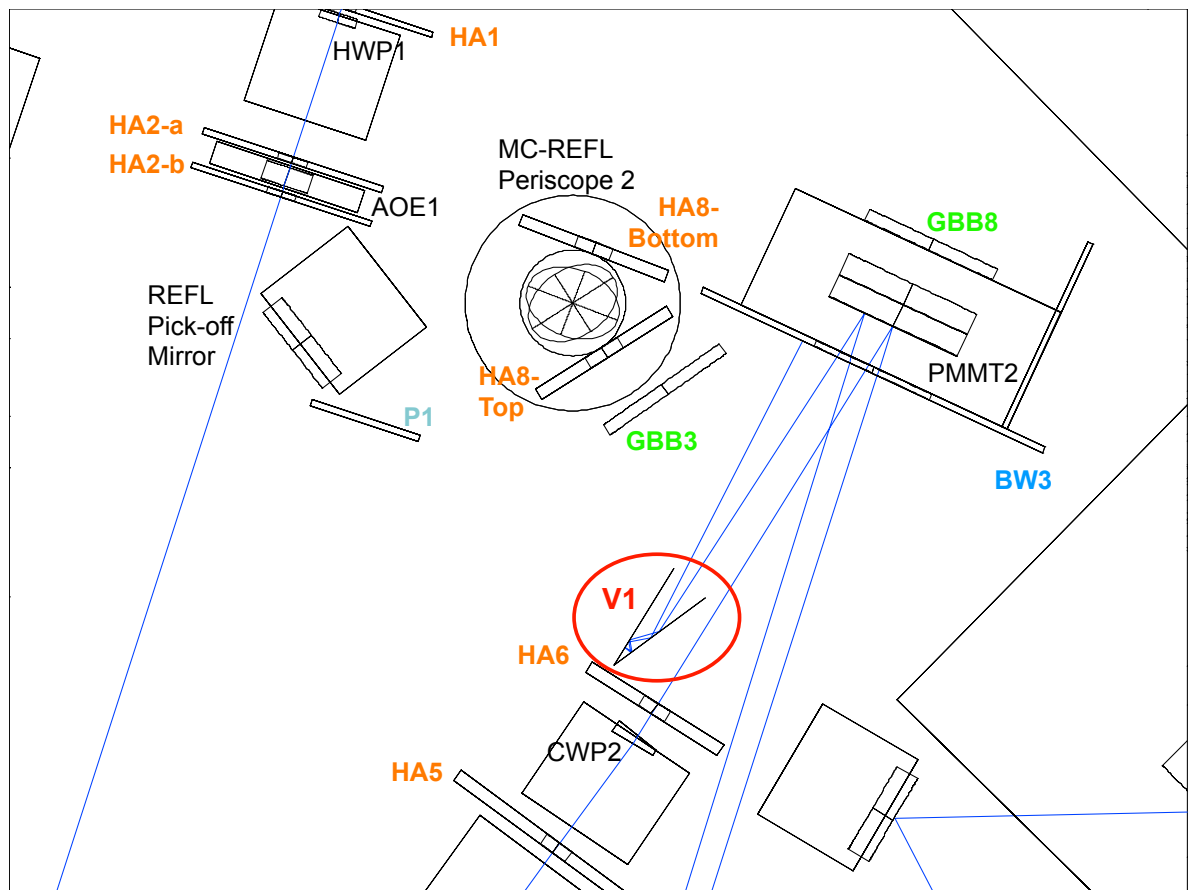 HA1
HWP1
HA2-a
HA2-b
AOE1
MC-REFL
Periscope 2
HA8-
Bottom
GBB8
REFL
Pick-off
Mirror
PMMT2
HA8-
Top
P1
GBB3
BW3
V1
HA6
CWP2
HA5